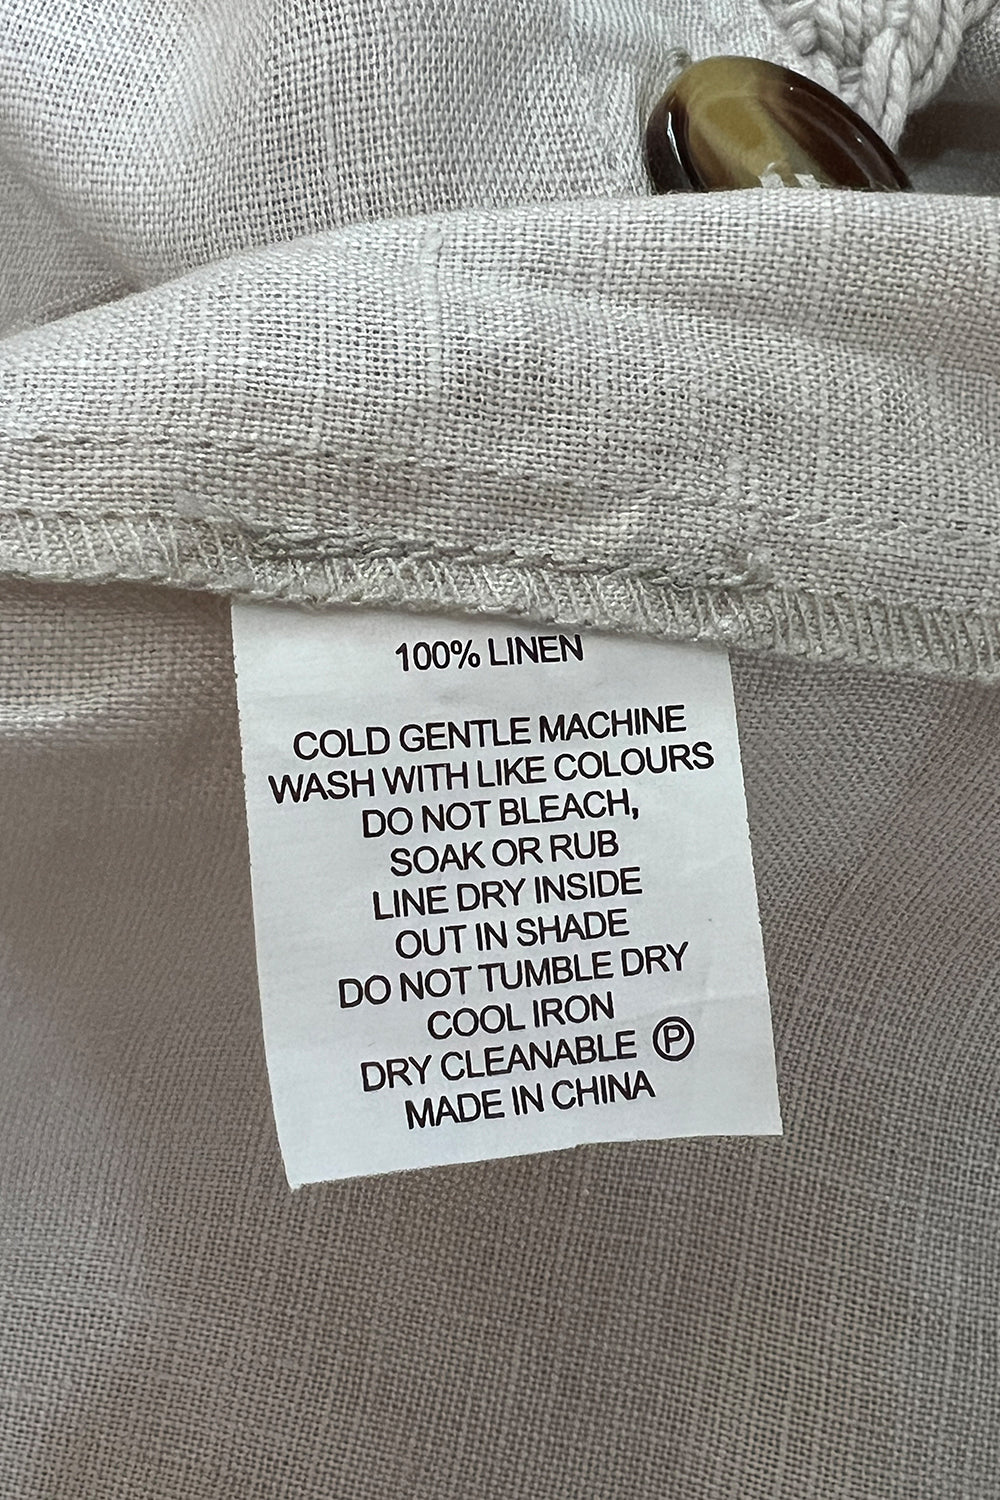 100% LINEN
COLD GENTLE MACHINE
WASH WITH LIKE COLOURS
DO NOT BLEACH,
SOAK OR RUB
LINE DRY INSIDE
OUT IN SHADE
DO NOT TUMBLE DRY
COOL IRON
DRY CLEANABLE Ⓟ
MADE IN CHINA